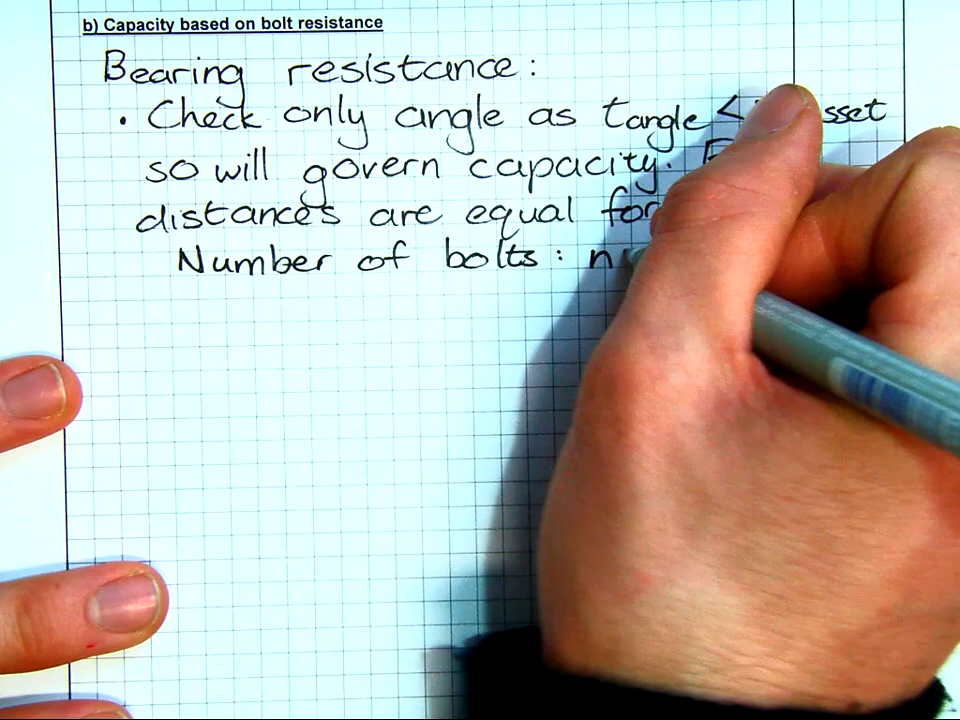 b) Capacity based on bolt resistance
Bearing resistance:
• Check only angle as tangle < sset
so will govern capacity.
distances are equal for
Number of bolts : n